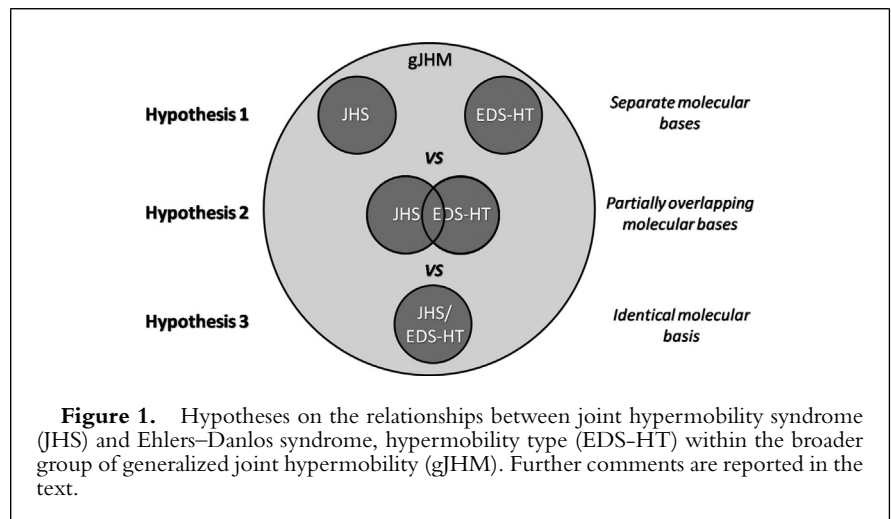 gJHM
Hypothesis 1
JHS
EDS-HT
Separate molecular
bases
VS
Hypothesis 2
JHS
EDS-HT
Partially overlapping
molecular bases
VS
Hypothesis 3
JHS/
EDS-HT
Identical molecular
basis
Figure 1. Hypotheses on the relationships between joint hypermobility syndrome
(JHS) and Ehlers–Danlos syndrome, hypermobility type (EDS-HT) within the broader
group of generalized joint hypermobility (gJHM). Further comments are reported in the
text.